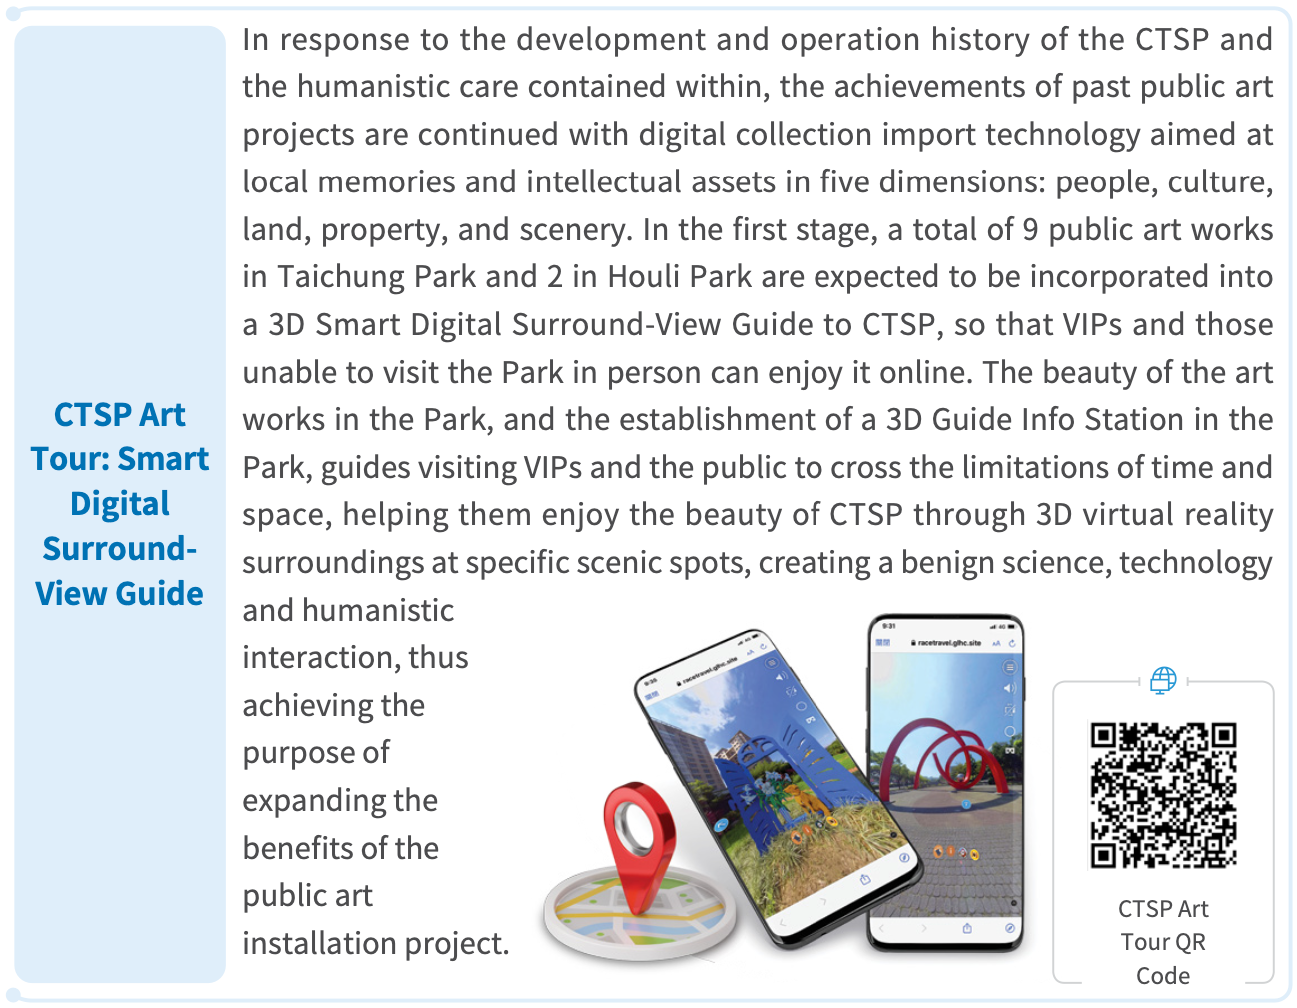 CTSP Art
Tour: Smart
Digital
Surround-
View Guide
In response to the development and operation history of the CTSP and
the humanistic care contained within, the achievements of past public art
projects are continued with digital collection import technology aimed at
local memories and intellectual assets in five dimensions: people, culture,
land, property, and scenery. In the first stage, a total of 9 public art works
in Taichung Park and 2 in Houli Park are expected to be incorporated into
a 3D Smart Digital Surround-View Guide to CTSP, so that VIPs and those
unable to visit the Park in person can enjoy it online. The beauty of the art
works in the Park, and the establishment of a 3D Guide Info Station in the
Park, guides visiting VIPs and the public to cross the limitations of time and
space, helping them enjoy the beauty of CTSP through 3D virtual reality
surroundings at specific scenic spots, creating a benign science, technology
and humanistic
interaction, thus
achieving the
purpose of
expanding the
benefits of the
public art
installation project.
racetravel.glhc.site
9:31
4G
racetravel.glhc.site
AA
CTSP Art
Tour QR
Code